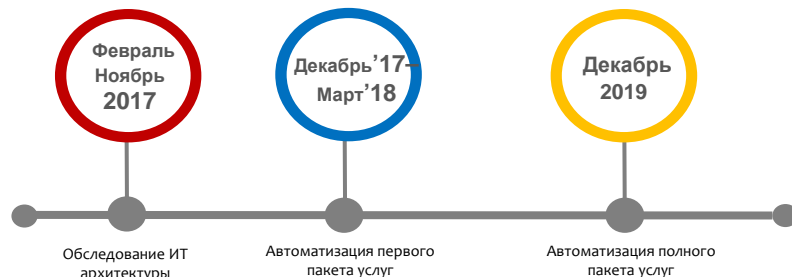 Февраль
Ноябрь
2017
Декабрь'17–
Март'18
Декабрь
2019
Обследование ИТ
архитектуры
Автоматизация первого
пакета услуг
Автоматизация полного
пакета услуг